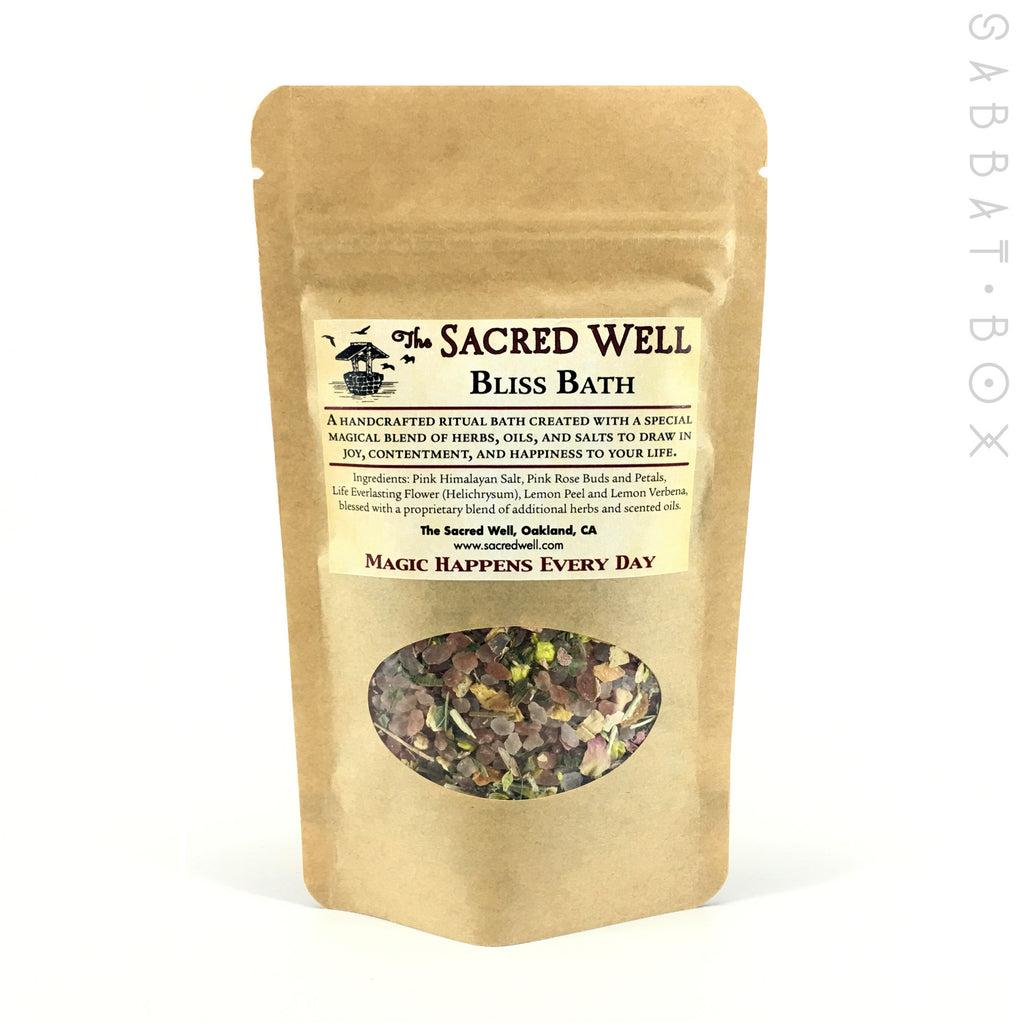 The SACRED WELL
BLISS BATH
A HANDCRAFTED RITUAL BATH CREATED WITH A SPECIAL
MAGICAL BLEND OF HERBS, OILS, AND SALTS TO DRAW IN
JOY, CONTENTMENT, AND HAPPINESS TO YOUR LIFE.
Ingredients: Pink Himalayan Salt, Pink Rose Buds and Petals,
Life Everlasting Flower (Helichrysum), Lemon Peel and Lemon Verbena,
blessed with a proprietary blend of additional herbs and scented oils.
The Sacred Well, Oakland, CA
www.sacredwell.com
MAGIC HAPPENS EVERY DAY
SABBAT·BOX